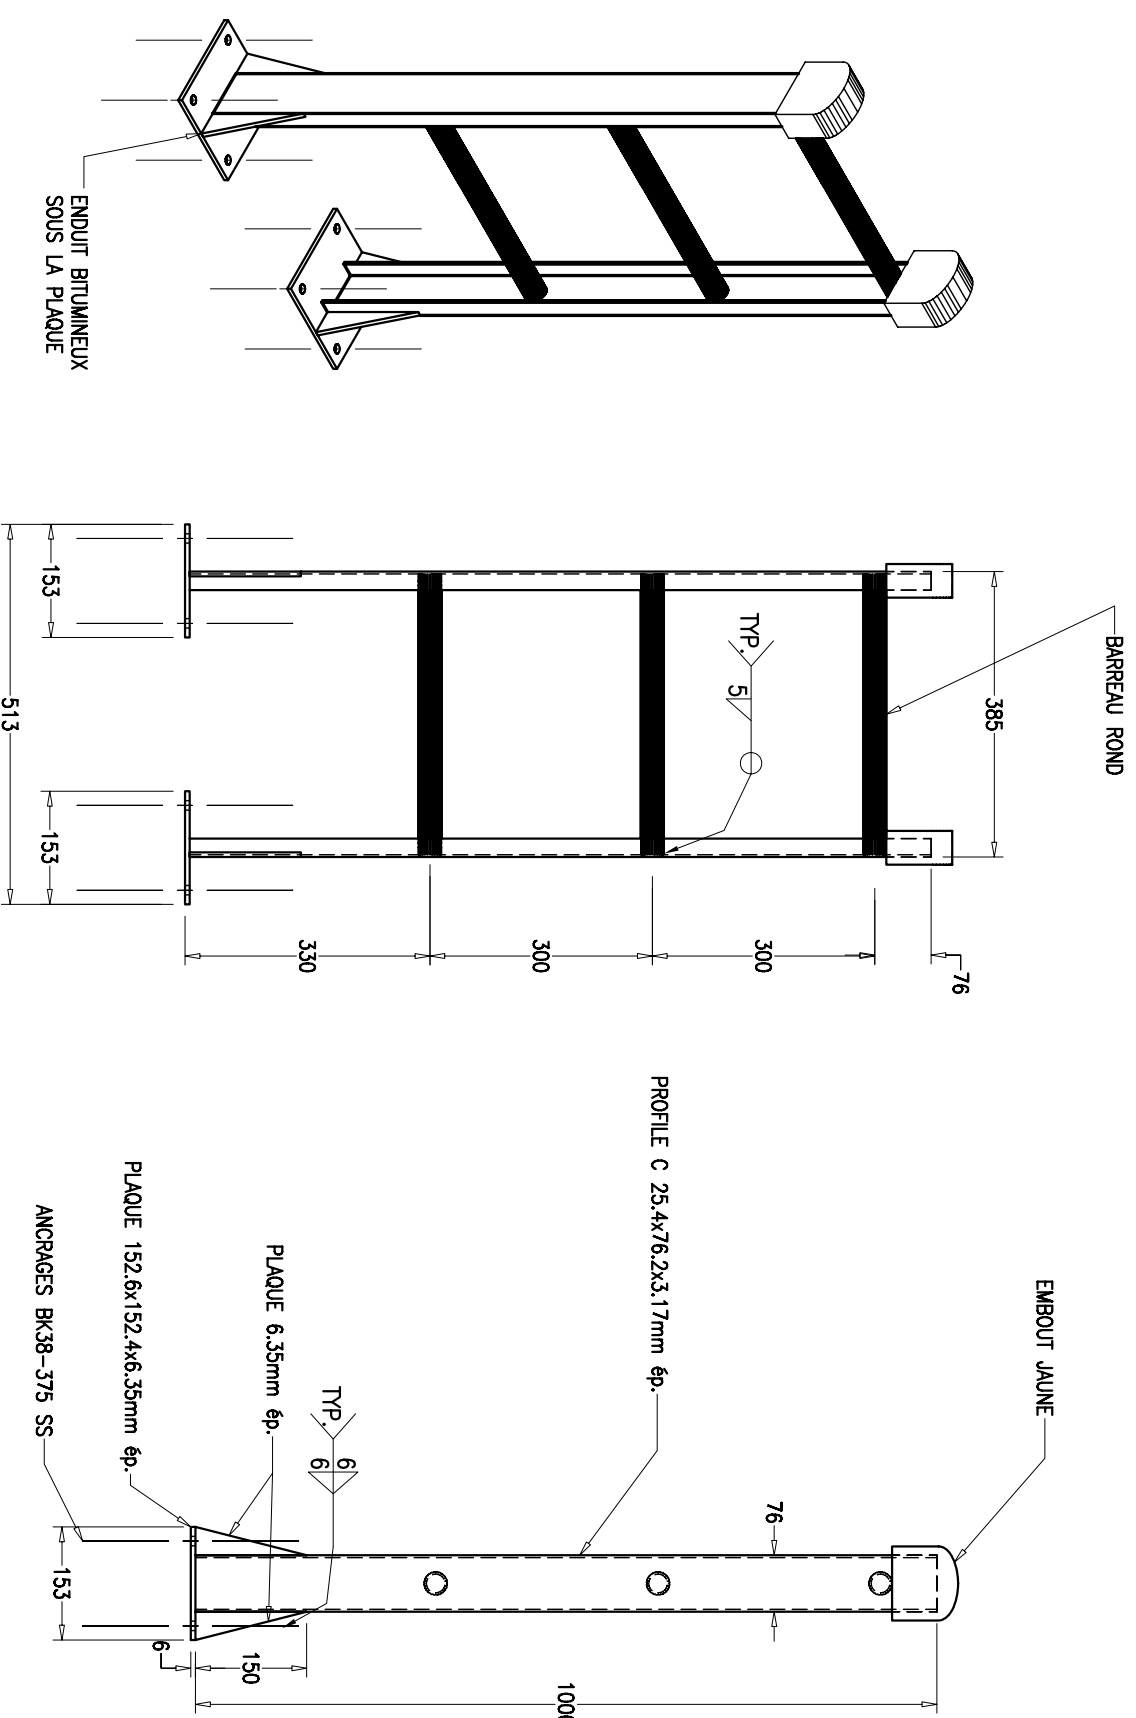 ENDUIT BITUMINEUX
SOUS LA PLAQUE
BARREAU ROND
385
76
TYP.
5
300
300
330
153
153
513
EMBOUT JAUNE
76
PROFILE C 25.4x76.2x3.17mm ép.
TYP.
6
6
PLAQUE 6.35mm ép.
150
6
PLAQUE 152.6x152.4x6.35mm ép.
153
ANCRAGES BK38-375 SS